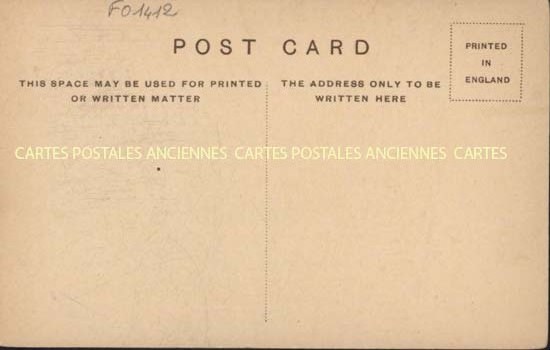 FO1412
POST CARD
PRINTED
IN
ENGLAND
THIS SPACE MAY BE USED FOR PRINTED
OR WRITTEN MATTER
THE ADDRESS ONLY TO BE
WRITTEN HERE
CARTES POSTALES ANCIENNES CARTES POSTALES ANCIENNES CARTES